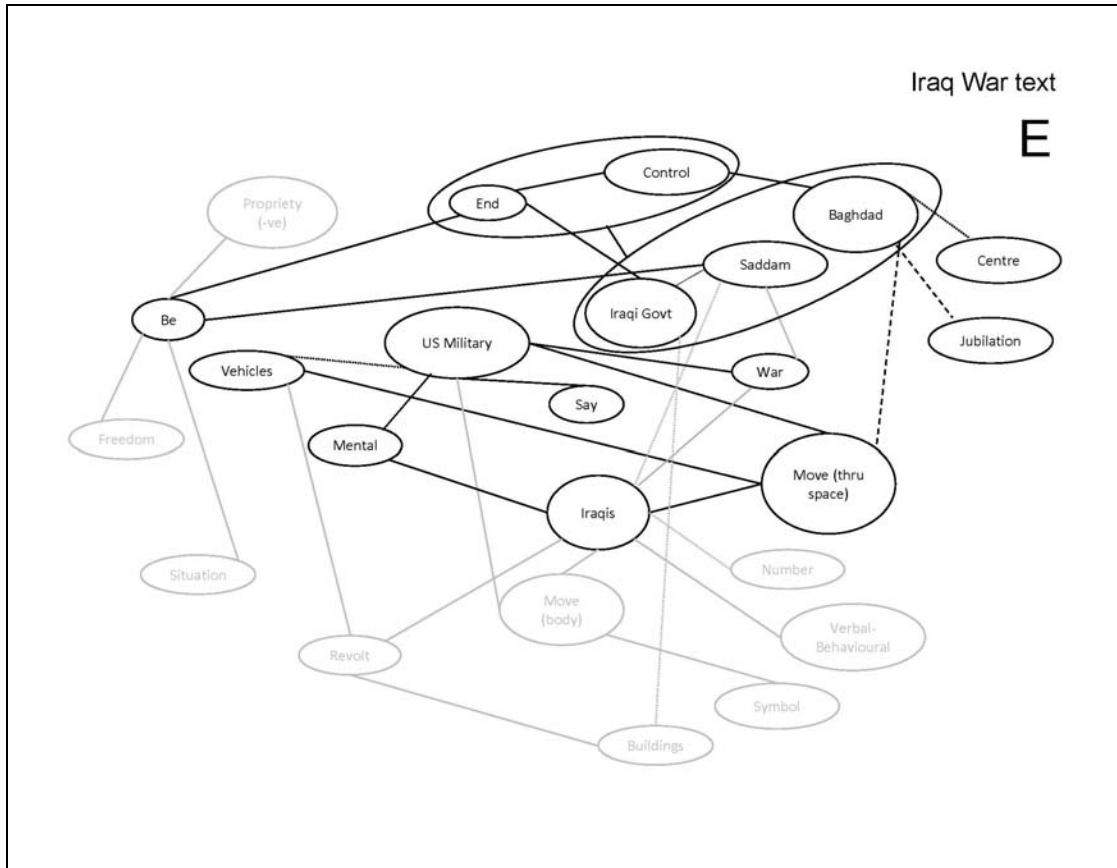 Iraq War text
E
Control
End
Propriety
(-ve)
Baghdad
Centre
Saddam
Be
Iraqi Govt
US Military
Jubilation
Vehicles
War
Say
Freedom
Mental
Move (thru
space)
Iraqis
Situation
Number
Move
(body)
Verbal-
Behavioural
Revolt
Symbol
Buildings